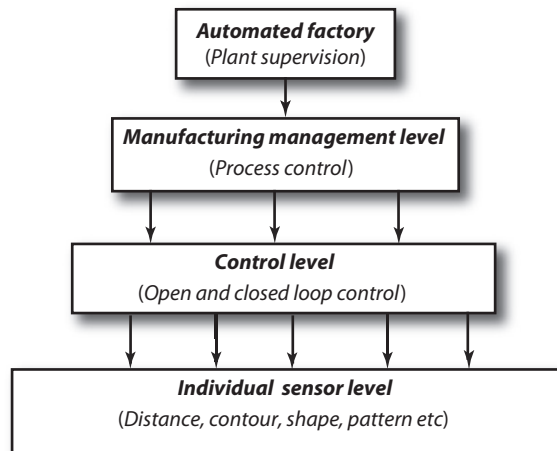 Automated factory
(Plant supervision)
Manufacturing management level
(Process control)
Control level
(Open and closed loop control)
Individual sensor level
(Distance, contour, shape, pattern etc)